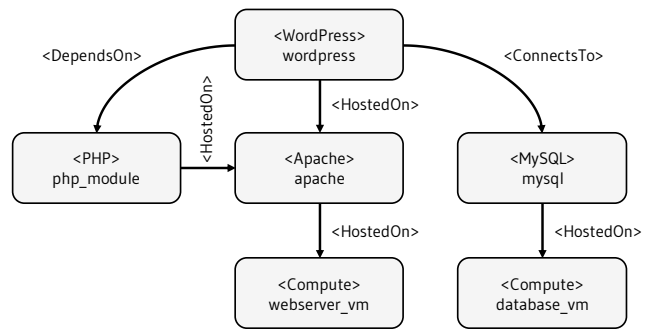 <WordPress>
wordpress
<DependsOn>
<ConnectsTo>
<HostedOn>
<HostedOn>
<PHP>
php_module
<Apache>
apache
<MySQL>
mysql
<HostedOn>
<HostedOn>
<Compute>
webserver_vm
<Compute>
database_vm